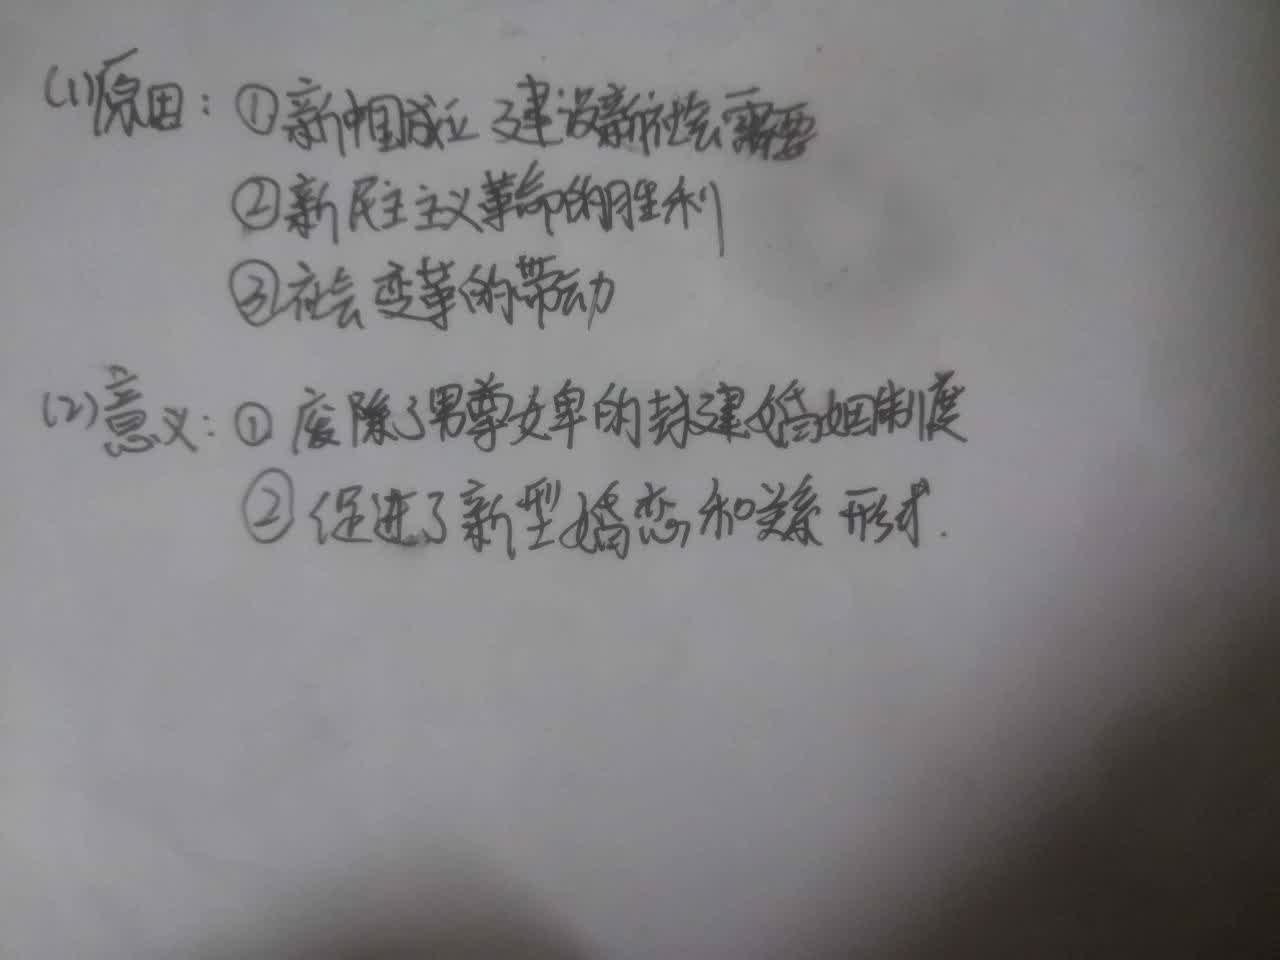 (1)原因：①新中国成立 建设新社会需要
②新民主主义革命的胜利
③社会变革的带动
(2)意义：①废除了男尊女卑的封建婚姻制度
②促进了新型婚恋和关系 形成.